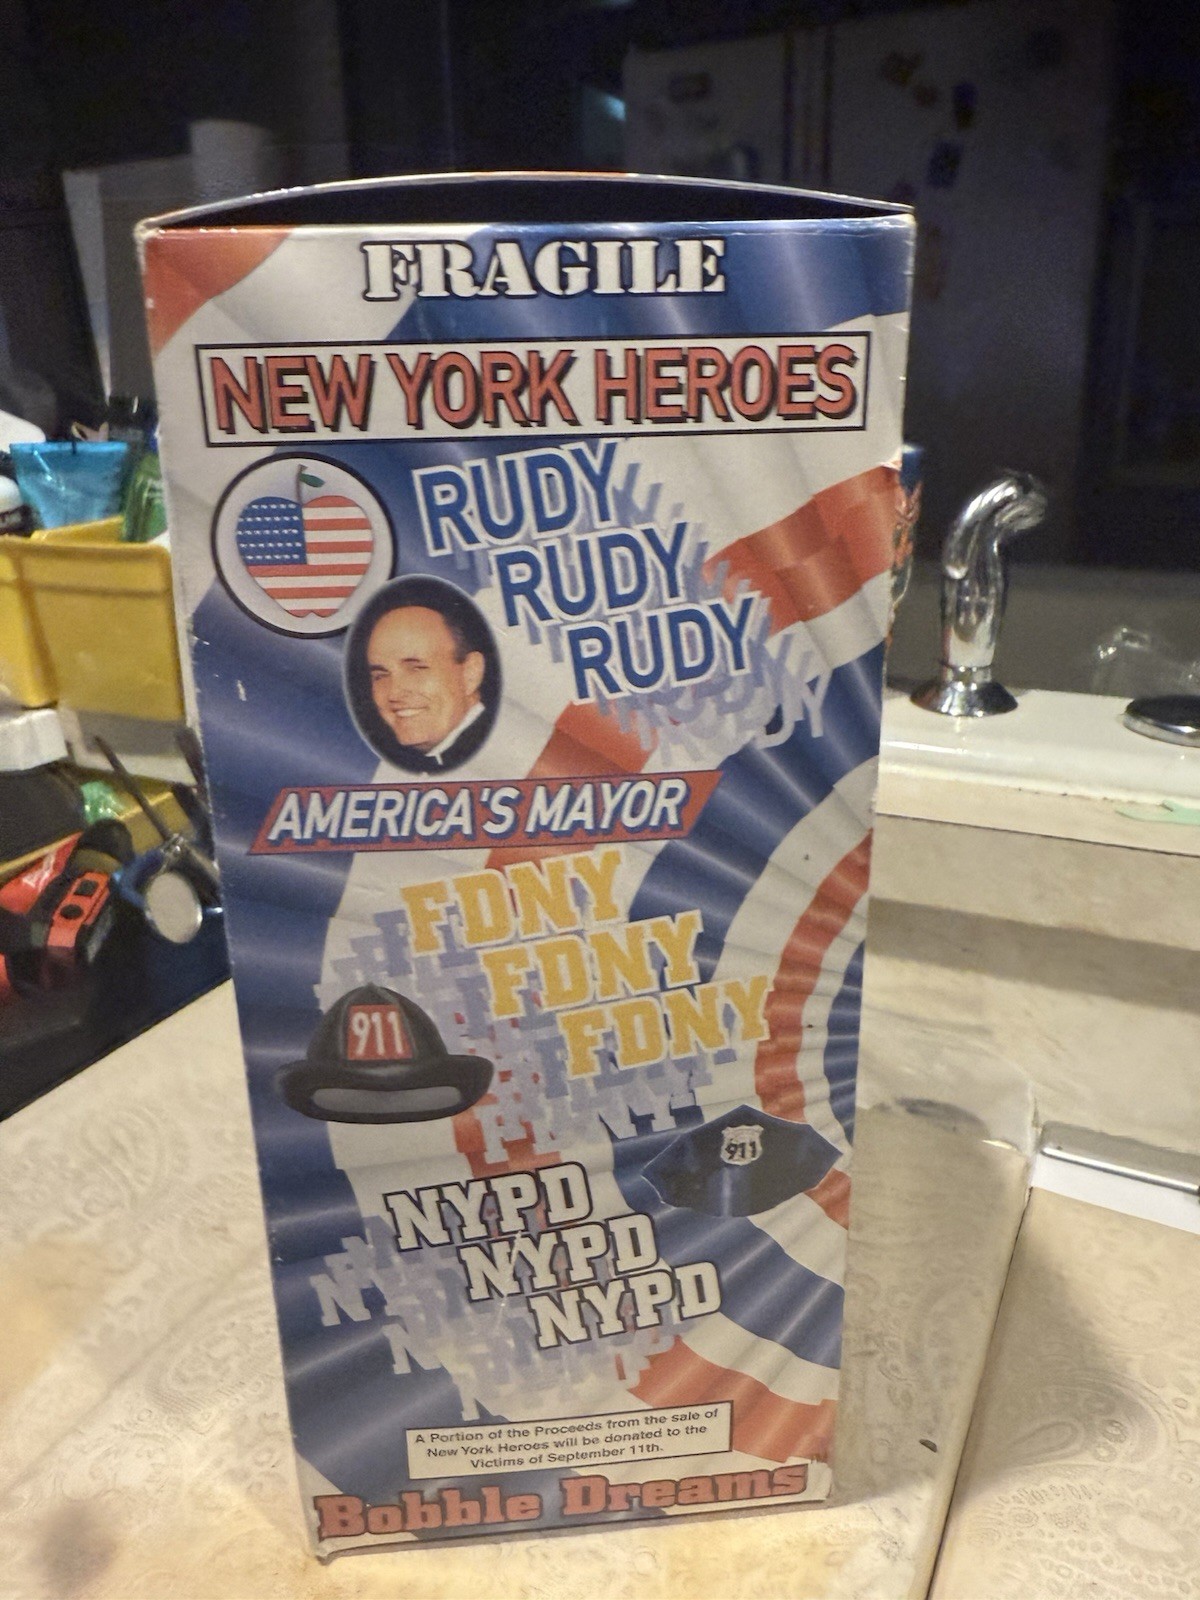 FRAGILE
NEW YORK HEROES
RUDY
RUDY
RUDY
AMERICA'S MAYOR
FDNY
FDNY
FDNY
911
911
NYPD
NYPD
NYPD
A Portion of the Proceeds from the sale of
New York Heroes will be donated to the
Victims of September 11th.
Bobble Dreams